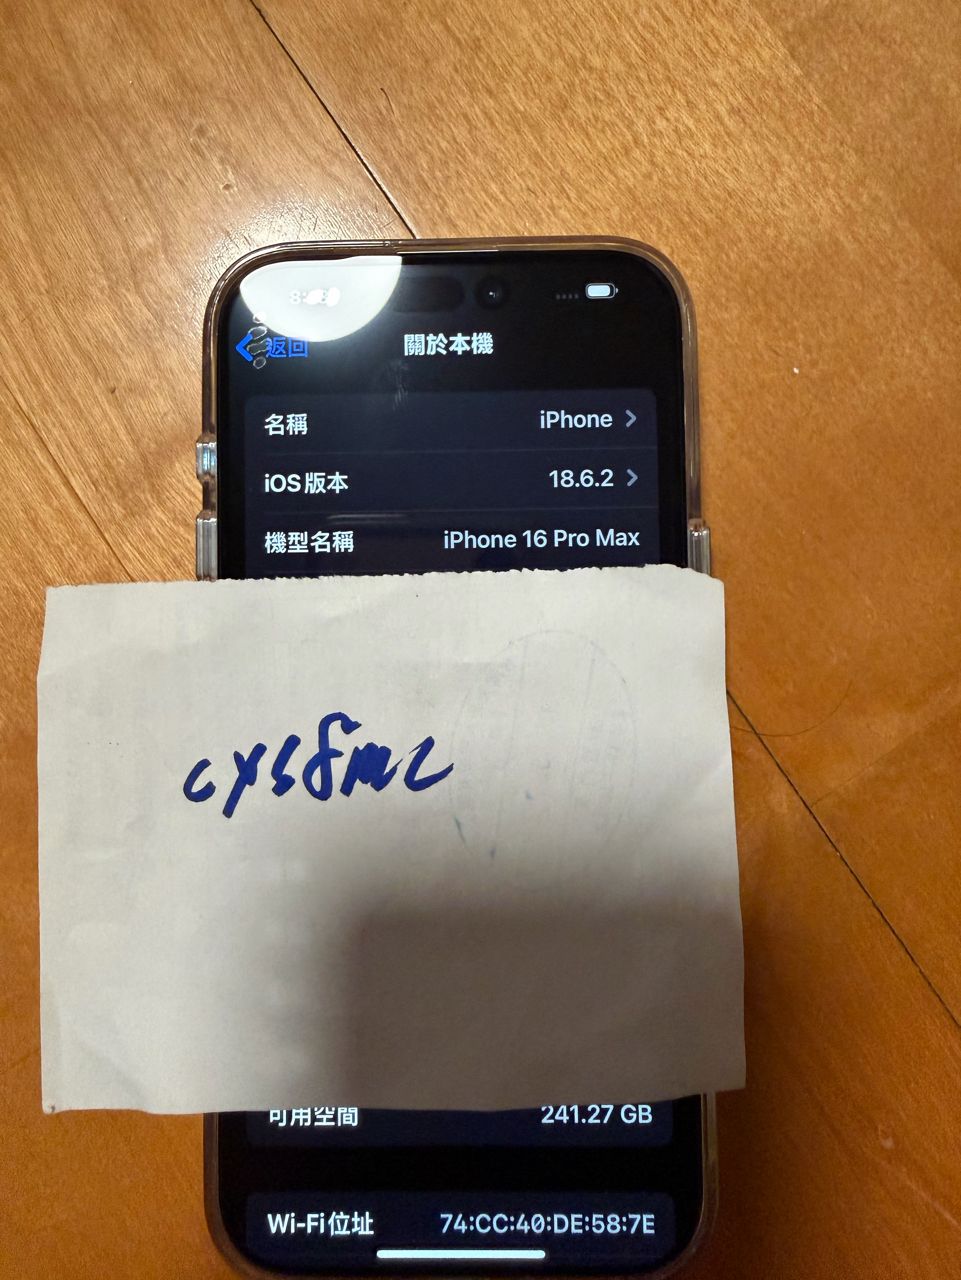 返回
關於本機
名稱 iPhone
iOS版本 18.6.2
機型名稱 iPhone 16 Pro Max
可用空間 241.27 GB
Wi-Fi位址 74:CC:40:DE:58:7E